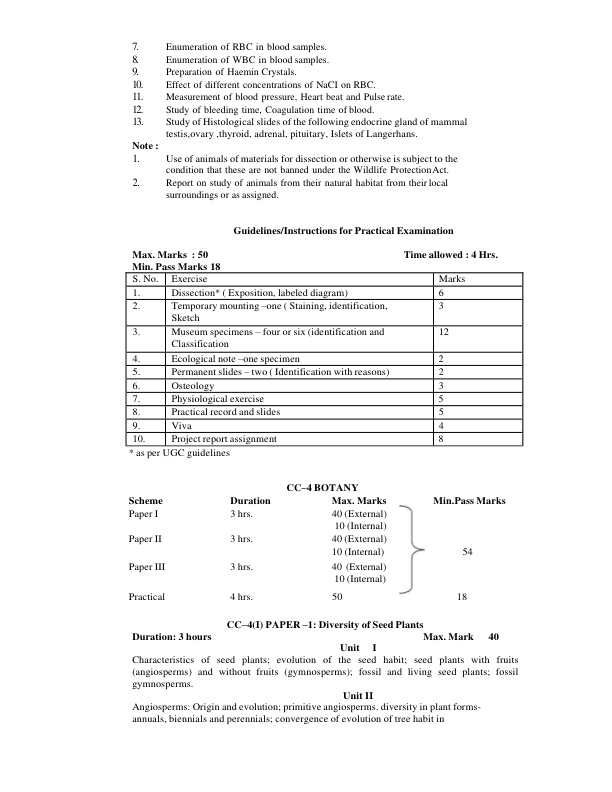 7. Enumeration of RBC in blood samples.
8. Enumeration of WBC in blood samples.
9. Preparation of Haemin Crystals.
10. Effect of different concentrations of NaCI on RBC.
11. Measurement of blood pressure, Heart beat and Pulse rate.
12. Study of bleeding time, Coagulation time of blood.
13. Study of Histological slides of the following endocrine gland of mammal
testis,ovary ,thyroid, adrenal, pituitary, Islets of Langerhans.
Note :
1. Use of animals of materials for dissection or otherwise is subject to the
condition that these are not banned under the Wildlife ProtectionAct.
2. Report on study of animals from their natural habitat from their local
surroundings or as assigned.
Guidelines/Instructions for Practical Examination
Max. Marks : 50 Time allowed : 4 Hrs.
Min. Pass Marks 18
S. No. Exercise Marks
1. Dissection* ( Exposition, labeled diagram) 6
2. Temporary mounting –one ( Staining, identification, 3
Sketch
3. Museum specimens – four or six (identification and 12
Classification
4. Ecological note –one specimen 2
5. Permanent slides – two ( Identification with reasons) 2
6. Osteology 3
7. Physiological exercise 5
8. Practical record and slides 5
9. Viva 4
10. Project report assignment 8
* as per UGC guidelines
CC–4 BOTANY
Scheme Duration Max. Marks Min.Pass Marks
Paper I 3 hrs. 40 (External)
10 (Internal)
Paper II 3 hrs. 40 (External)
10 (Internal) 54
Paper III 3 hrs. 40 (External)
10 (Internal)
Practical 4 hrs. 50 18
CC–4(I) PAPER –1: Diversity of Seed Plants
Duration: 3 hours Max. Mark 40
Unit I
Characteristics of seed plants; evolution of the seed habit; seed plants with fruits
(angiosperms) and without fruits (gymnosperms); fossil and living seed plants; fossil
gymnosperms.
Unit II
Angiosperms: Origin and evolution; primitive angiosperms. diversity in plant forms-
annuals, biennials and perennials; convergence of evolution of tree habit in